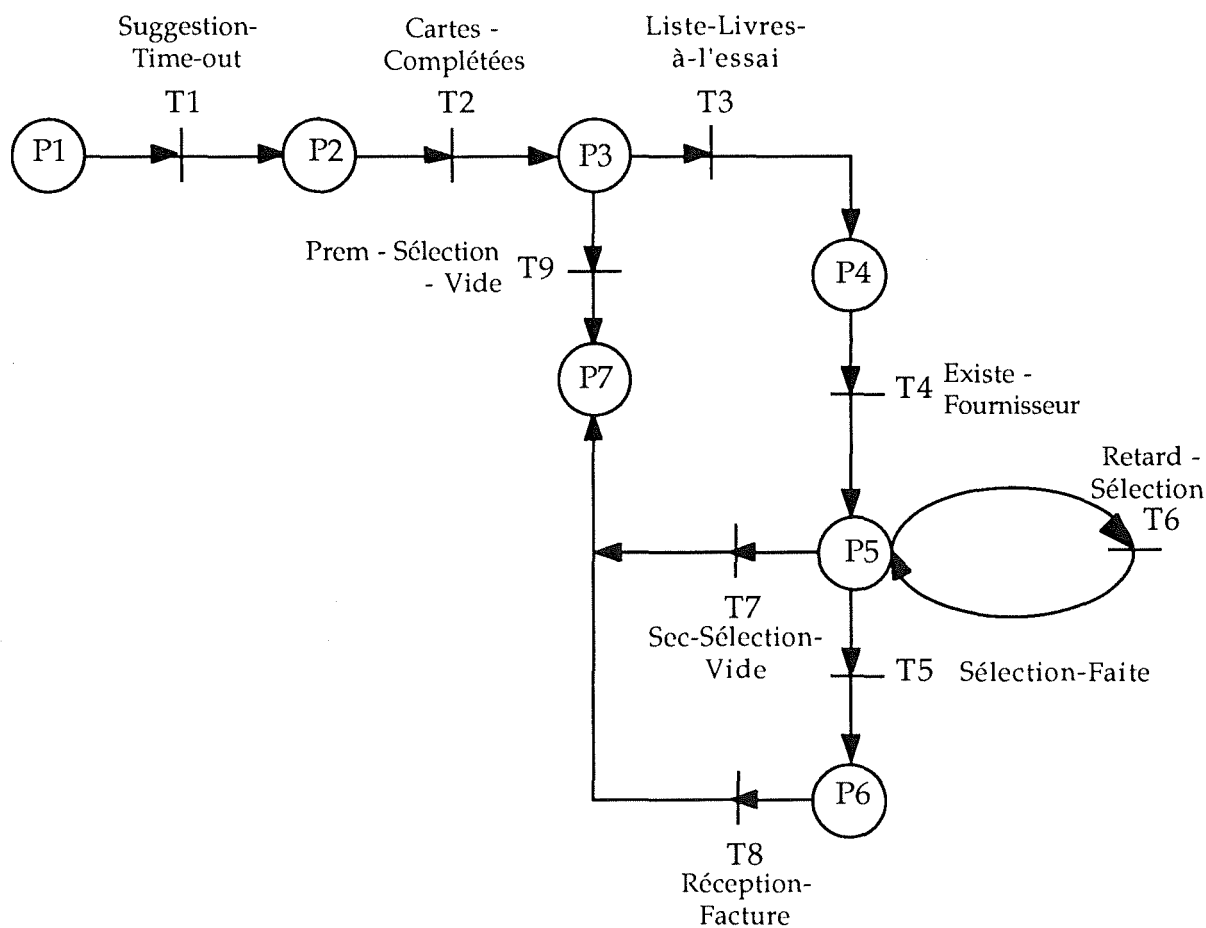 Suggestion-
Time-out
T1
Cartes -
Complétées
T2
Liste-Livres-
à-l'essai
T3
P1
P2
P3
Prem - Sélection
- Vide
T9
P4
P7
T4
Existe -
Fournisseur
Retard -
Sélection
T6
P5
T7
Sec-Sélection-
Vide
T5
Sélection-Faite
P6
T8
Réception-
Facture